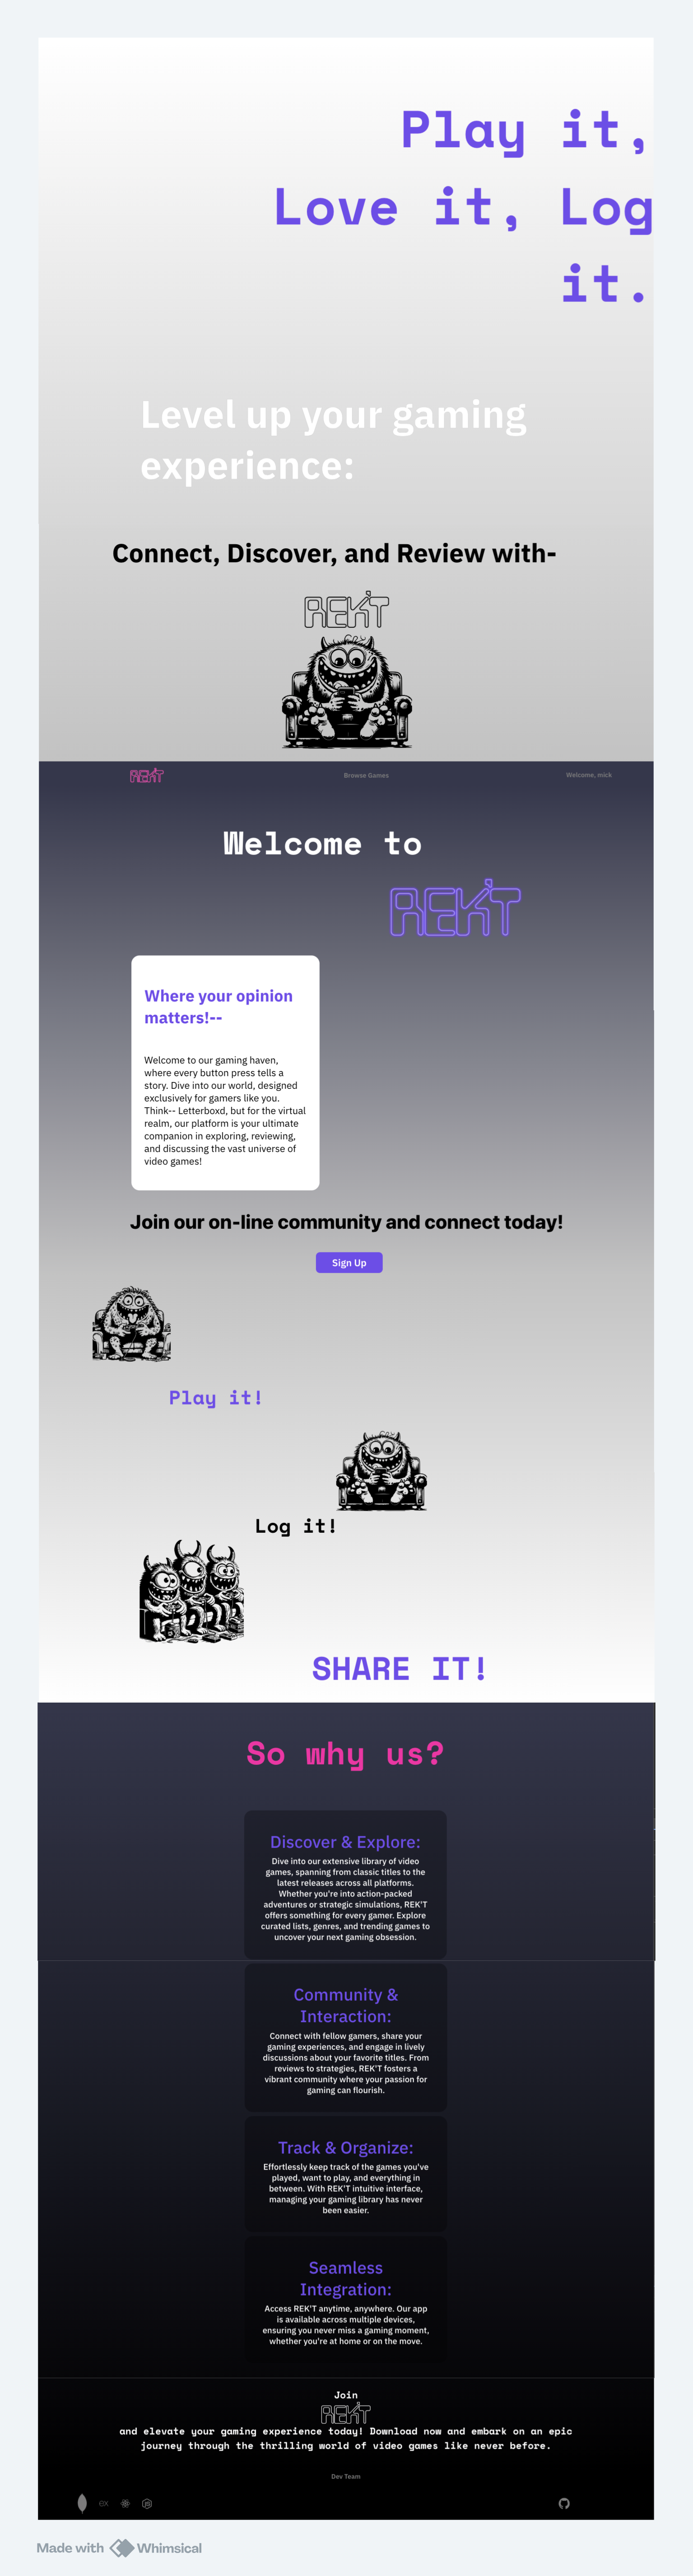 Play it,
Love it, Log
it.
Level up your gaming
experience:
Connect, Discover, and Review with-
REK'T
REK'T
Browse Games
Welcome, mick
Welcome to
REK'T
Where your opinion
matters!--
Welcome to our gaming haven,
where every button press tells a
story. Dive into our world, designed
exclusively for gamers like you.
Think-- Letterboxd, but for the virtual
realm, our platform is your ultimate
companion in exploring, reviewing,
and discussing the vast universe of
video games!
Join our on-line community and connect today!
Sign Up
Play it!
Log it!
SHARE IT!
So why us?
Discover & Explore:
Dive into our extensive library of video
games, spanning from classic titles to the
latest releases across all platforms.
Whether you're into action-packed
adventures or strategic simulations, REK'T
offers something for every gamer. Explore
curated lists, genres, and trending games to
uncover your next gaming obsession.
Community &
Interaction:
Connect with fellow gamers, share your
gaming experiences, and engage in lively
discussions about your favorite titles. From
reviews to strategies, REK'T fosters a
vibrant community where your passion for
gaming can flourish.
Track & Organize:
Effortlessly keep track of the games you've
played, want to play, and everything in
between. With REK'T intuitive interface,
managing your gaming library has never
been easier.
Seamless
Integration:
Access REK'T anytime, anywhere. Our app
is available across multiple devices,
ensuring you never miss a gaming moment,
whether you're at home or on the move.
Join
REK'T
and elevate your gaming experience today! Download now and embark on an epic
journey through the thrilling world of video games like never before.
Dev Team
ex
JS
Made with Whimsical